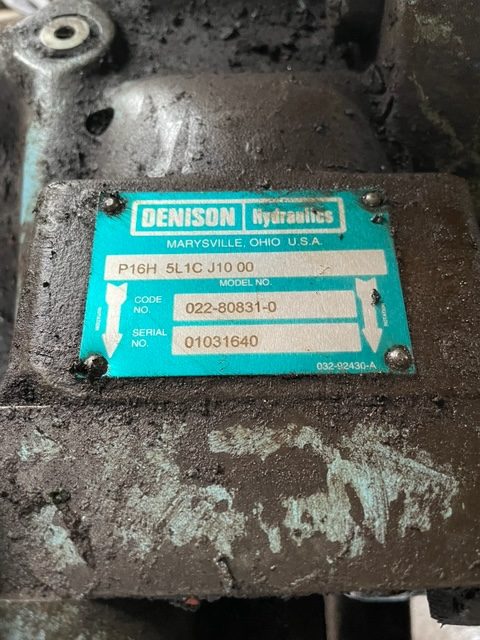 DENISON Hydraulics
MARYSVILLE, OHIO U.S.A.
P16H 5L1C J10 00
MODEL NO.
CODE NO. 022-80831-0
SERIAL NO. 01031640
ROTATION
032-92430-A